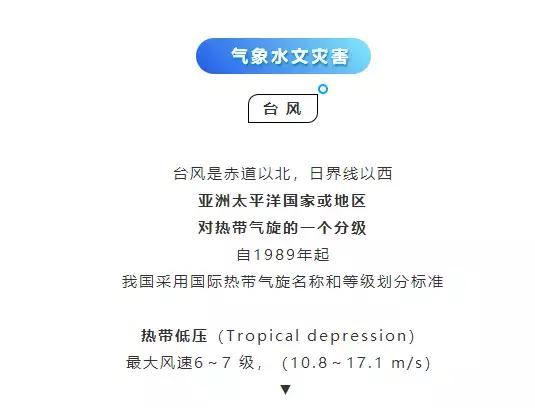 气象水文灾害
台风
台风是赤道以北，日界线以西
亚洲太平洋国家或地区
对热带气旋的一个分级
自1989年起
我国采用国际热带气旋名称和等级划分标准
热带低压（Tropical depression）
最大风速6～7 级，（10.8～17.1 m/s）